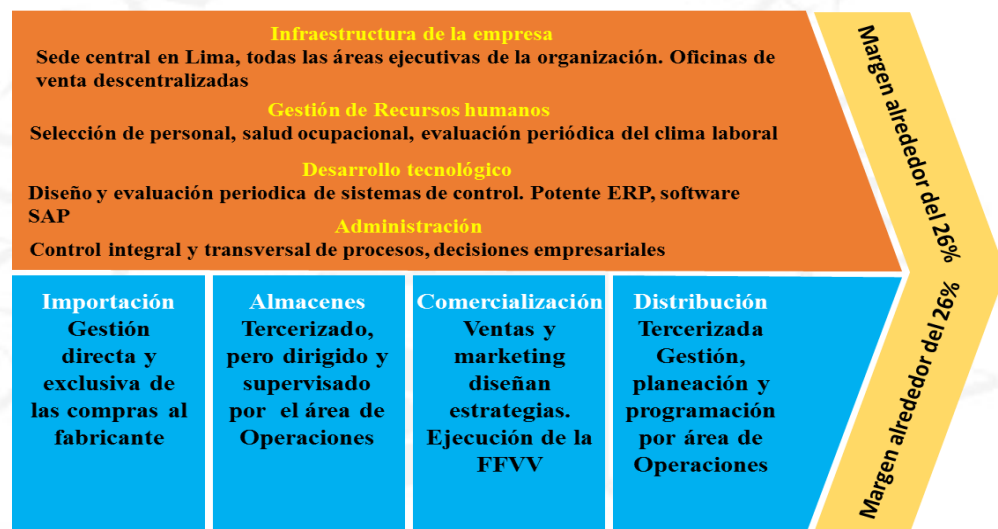 Infraestructura de la empresa
Sede central en Lima, todas las áreas ejecutivas de la organización. Oficinas de
venta descentralizadas
Gestión de Recursos humanos
Selección de personal, salud ocupacional, evaluación periódica del clima laboral
Desarrollo tecnológico
Diseño y evaluación periodica de sistemas de control. Potente ERP, software
SAP
Administración
Control integral y transversal de procesos, decisiones empresariales
Importación
Gestión
directa y
exclusiva de
las compras al
fabricante
Almacenes
Tercerizado,
pero dirigido y
supervisado
por el área de
Operaciones
Comercialización
Ventas y
marketing
diseñan
estrategias.
Ejecución de la
FFVV
Distribución
Tercerizada
Gestión,
planeación y
programación
por área de
Operaciones
Margen alrededor del 26%
Margen alrededor del 26%